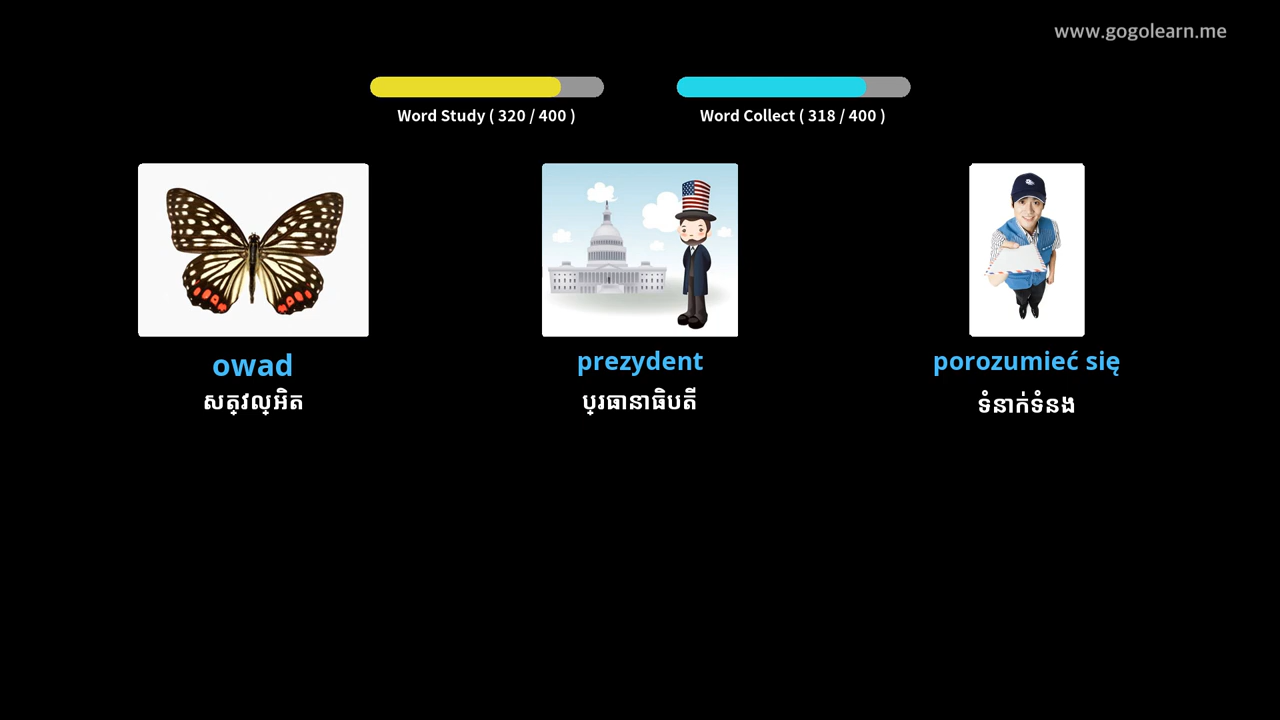 www.gogolearn.me
Word Study ( 320 / 400 )
Word Collect ( 318 / 400 )
owad
prezydent
porozumieć się
សត្វល្អិត
ប្រធានាធិបតី
ទំនាក់ទំនង